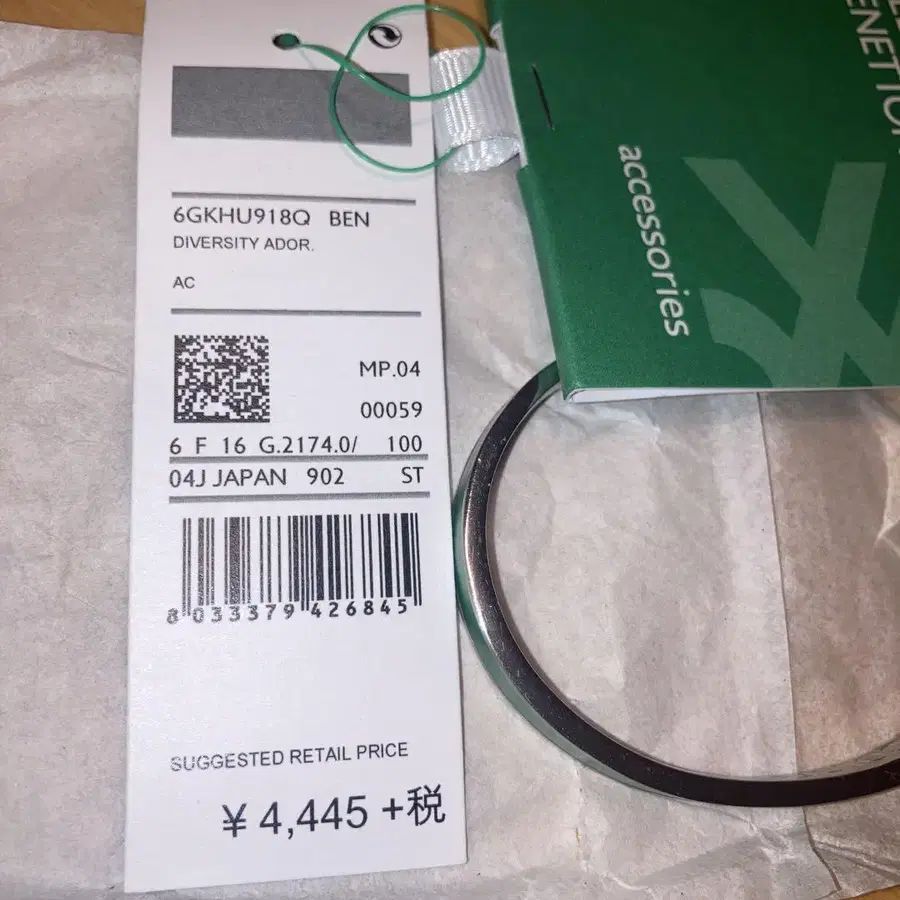 6GKHU918Q BEN
DIVERSITY ADOR.
AC
MP.04
00059
6 F 16 G.2174.0/ 100
04J JAPAN 902 ST
8 033379 426845
SUGGESTED RETAIL PRICE
¥ 4,445 +税
accessories